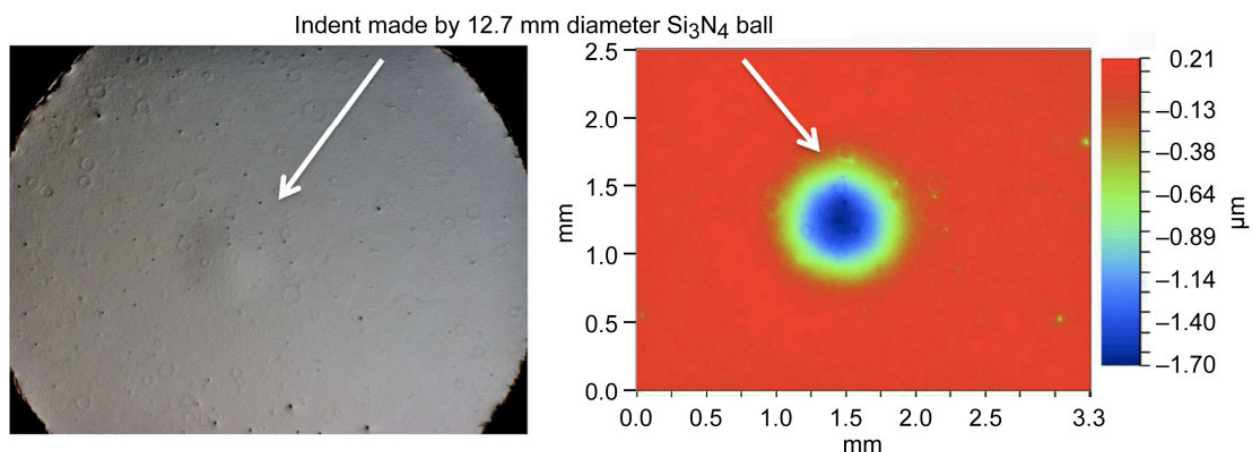 Indent made by 12.7 mm diameter Si₃N₄ ball
2.5
2.0
1.5
1.0
0.5
0.0
mm
0.0 0.5 1.0 1.5 2.0 2.5 3.3
mm
0.21
–0.13
–0.38
–0.64
–0.89
–1.14
–1.40
–1.70
µm